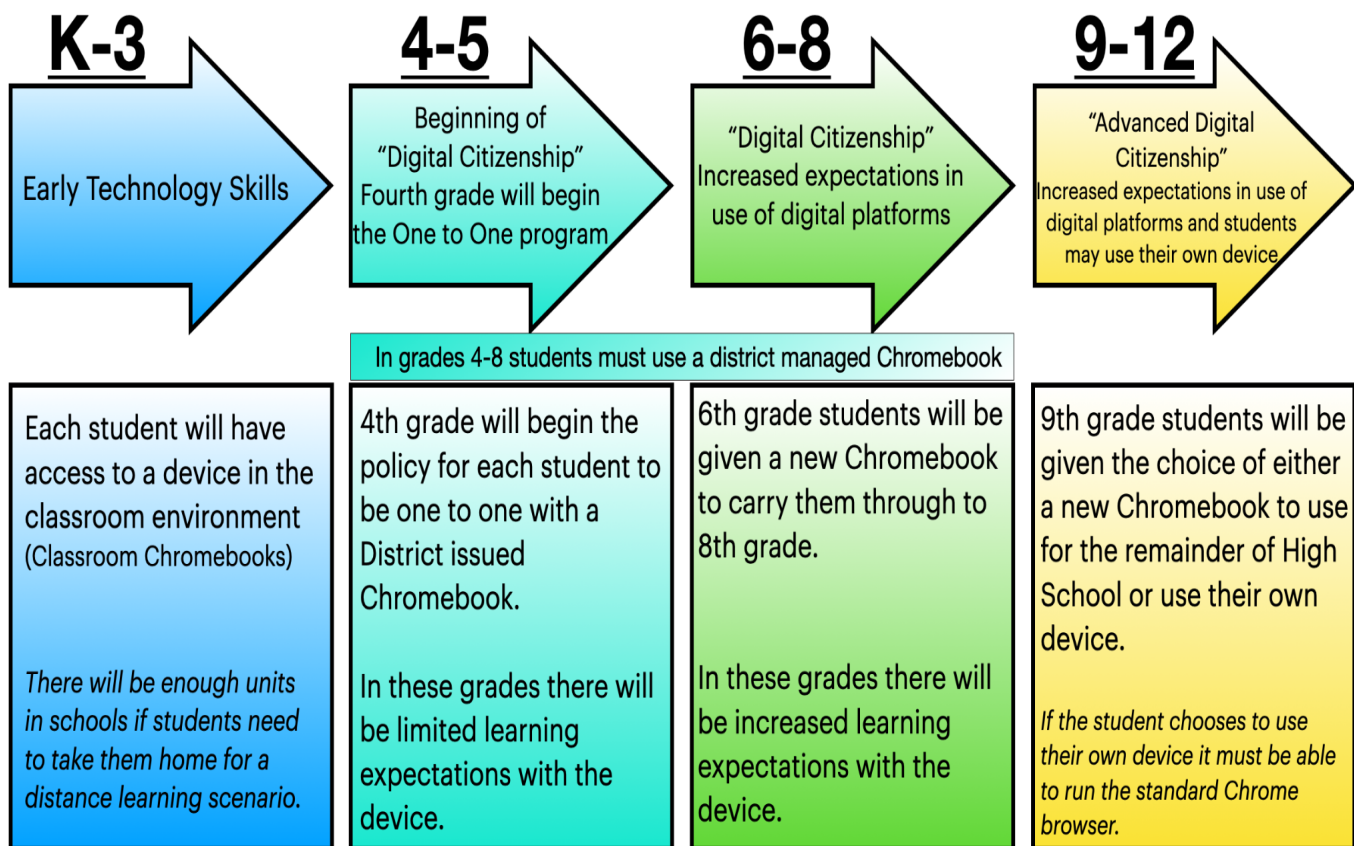 K-3
Early Technology Skills
4-5
Beginning of
“Digital Citizenship”
Fourth grade will begin
the One to One program
6-8
“Digital Citizenship”
Increased expectations in
use of digital platforms
9-12
“Advanced Digital
Citizenship”
Increased expectations in use of
digital platforms and students
may use their own device
In grades 4-8 students must use a district managed Chromebook
Each student will have
access to a device in the
classroom environment
(Classroom Chromebooks)
There will be enough units
in schools if students need
to take them home for a
distance learning scenario.
4th grade will begin the
policy for each student to
be one to one with a
District issued
Chromebook.
In these grades there will
be limited learning
expectations with the
device.
6th grade students will be
given a new Chromebook
to carry them through to
8th grade.
In these grades there will
be increased learning
expectations with the
device.
9th grade students will be
given the choice of either
a new Chromebook to use
for the remainder of High
School or use their own
device.
If the student chooses to use
their own device it must be able
to run the standard Chrome
browser.